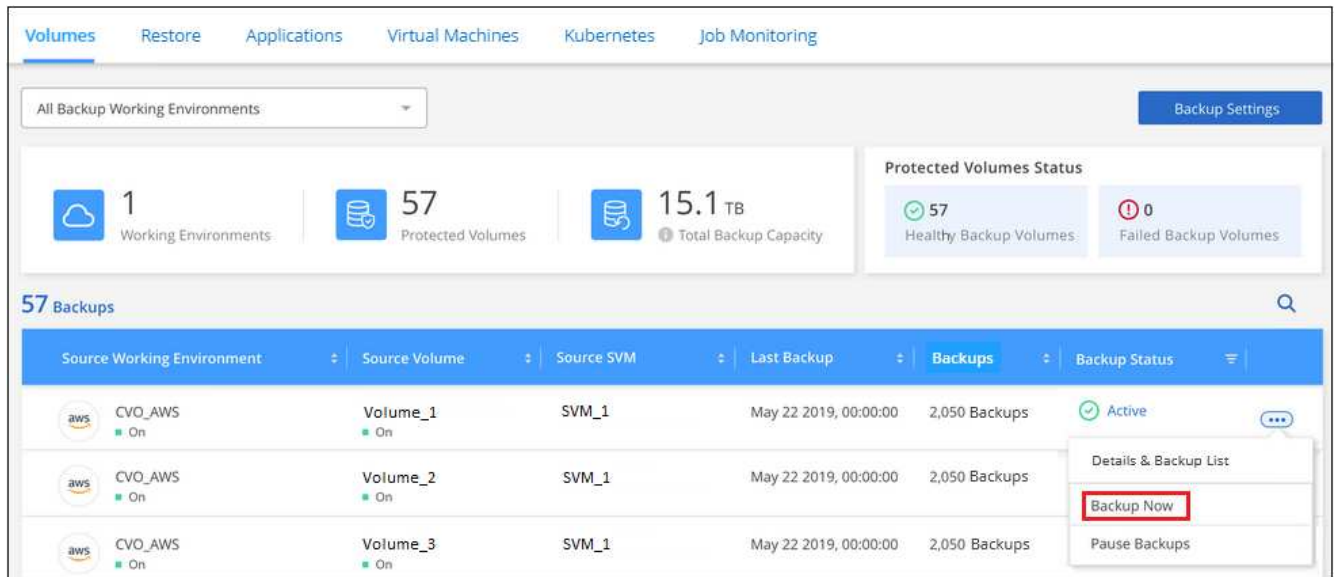 Volumes Restore Applications Virtual Machines Kubernetes Job Monitoring
All Backup Working Environments Backup Settings
1 Working Environments
57 Protected Volumes
15.1 TB Total Backup Capacity
Protected Volumes Status
57 Healthy Backup Volumes
0 Failed Backup Volumes
57 Backups
Source Working Environment Source Volume Source SVM Last Backup Backups Backup Status
aws CVO_AWS Volume_1 SVM_1 May 22 2019, 00:00:00 2,050 Backups Active
On On
Details & Backup List
aws CVO_AWS Volume_2 SVM_1 May 22 2019, 00:00:00 2,050 Backups
On On
Backup Now
aws CVO_AWS Volume_3 SVM_1 May 22 2019, 00:00:00 2,050 Backups Pause Backups
On On